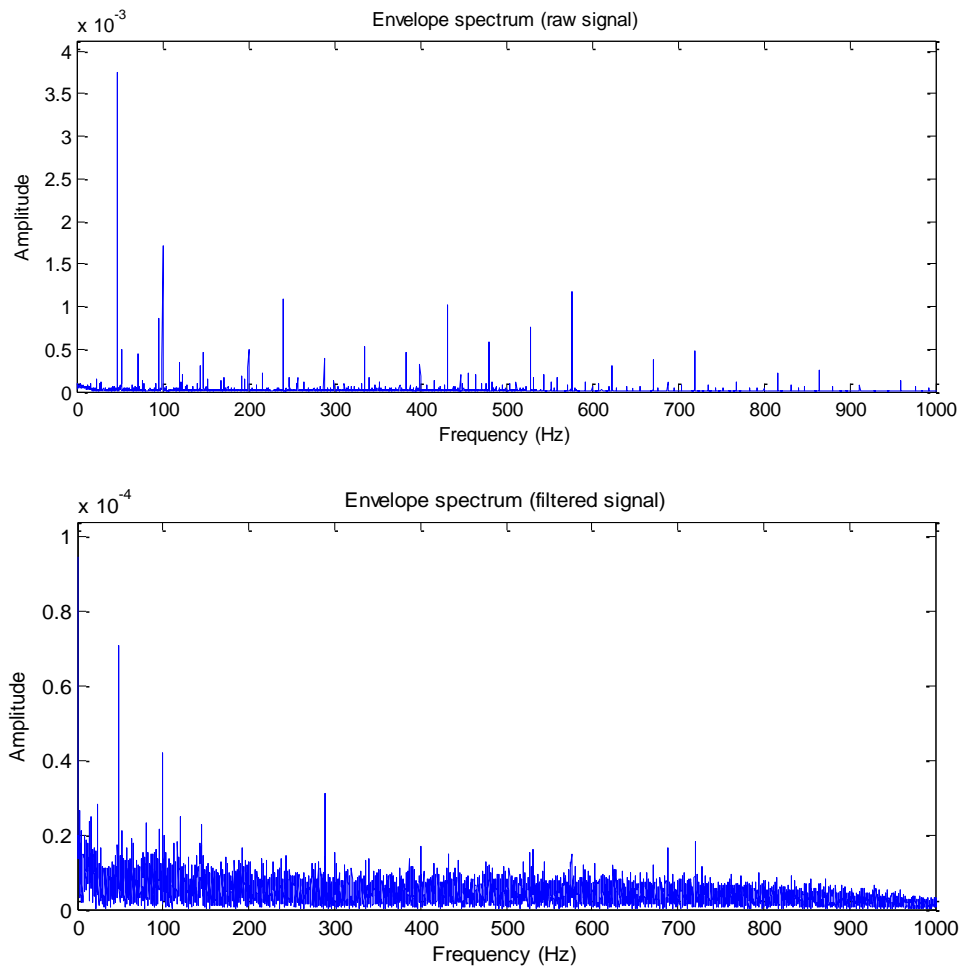 Envelope spectrum (raw signal)
x 10^-3
4
3.5
3
2.5
2
1.5
1
0.5
0
Amplitude
0 100 200 300 400 500 600 700 800 900 1000
Frequency (Hz)
Envelope spectrum (filtered signal)
x 10^-4
1
0.8
0.6
0.4
0.2
0
Amplitude
0 100 200 300 400 500 600 700 800 900 1000
Frequency (Hz)